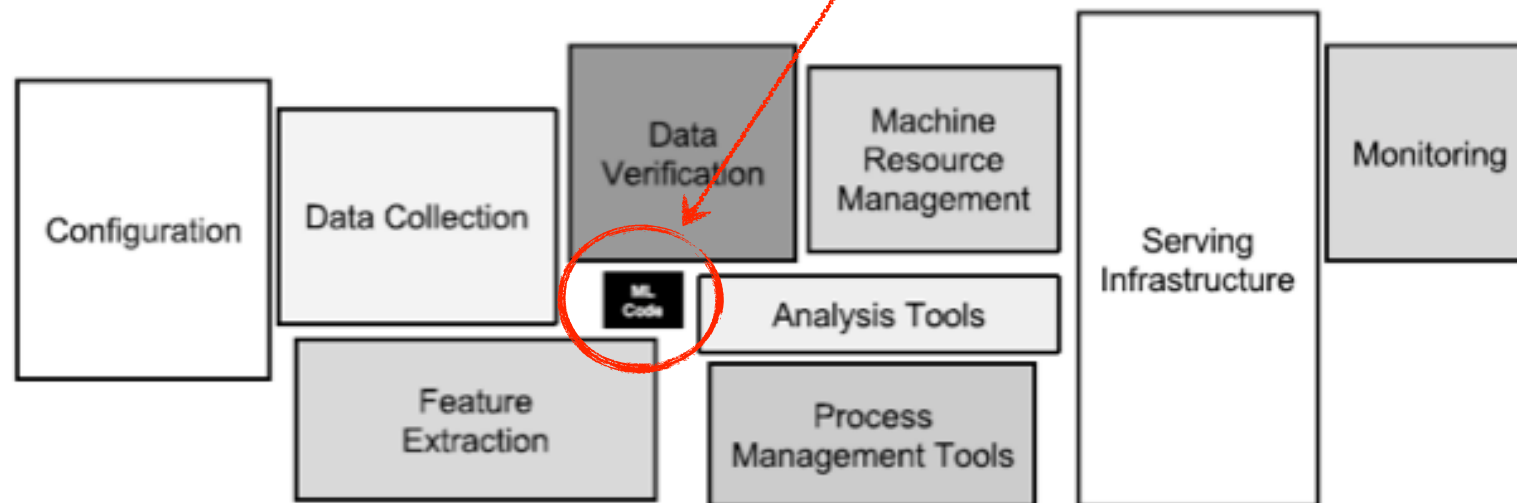 Configuration
Data Collection
Data
Verification
Machine
Resource
Management
Monitoring
Serving
Infrastructure
ML
Code
Analysis Tools
Feature
Extraction
Process
Management Tools